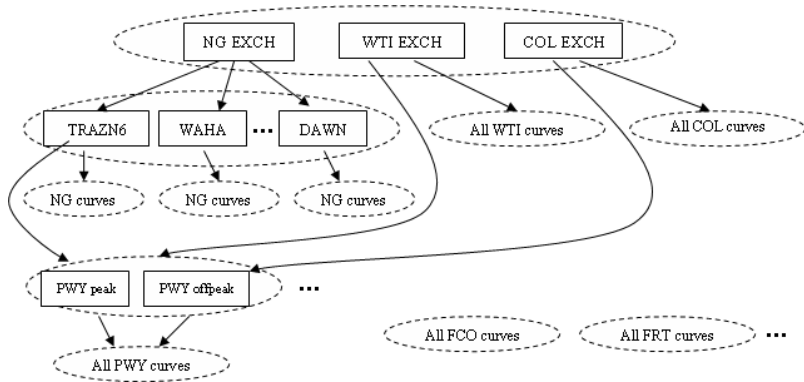 NG EXCH
WTI EXCH
COL EXCH
TRAZN6
WAHA
...
DAWN
All WTI curves
All COL curves
NG curves
NG curves
NG curves
PWY peak
PWY offpeak
...
All PWY curves
All FCO curves
All FRT curves
...